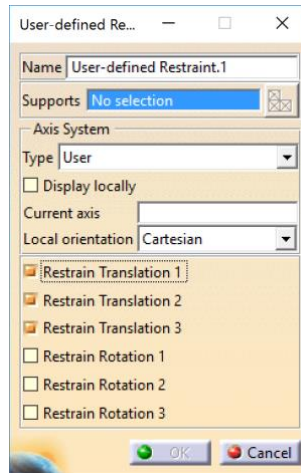 User-defined Re...
Name User-defined Restraint.1
Supports No selection
Axis System
Type User
Display locally
Current axis
Local orientation Cartesian
Restrain Translation 1
Restrain Translation 2
Restrain Translation 3
Restrain Rotation 1
Restrain Rotation 2
Restrain Rotation 3
OK Cancel